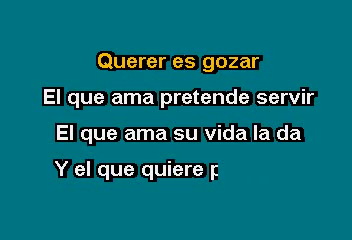 Querer es gozar
El que ama pretende servir
El que ama su vida la da
Y el que quiere